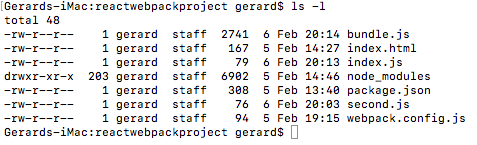 Gerards-iMac:reactwebpackproject gerard$ ls -l
total 48
-rw-r--r--    1 gerard  staff  2741  6 Feb 20:14 bundle.js
-rw-r--r--    1 gerard  staff   167  5 Feb 14:27 index.html
-rw-r--r--    1 gerard  staff    79  6 Feb 20:13 index.js
drwxr-xr-x  203 gerard  staff  6902  5 Feb 14:46 node_modules
-rw-r--r--    1 gerard  staff   308  5 Feb 13:40 package.json
-rw-r--r--    1 gerard  staff    76  6 Feb 20:03 second.js
-rw-r--r--    1 gerard  staff    94  5 Feb 19:15 webpack.config.js
Gerards-iMac:reactwebpackproject gerard$